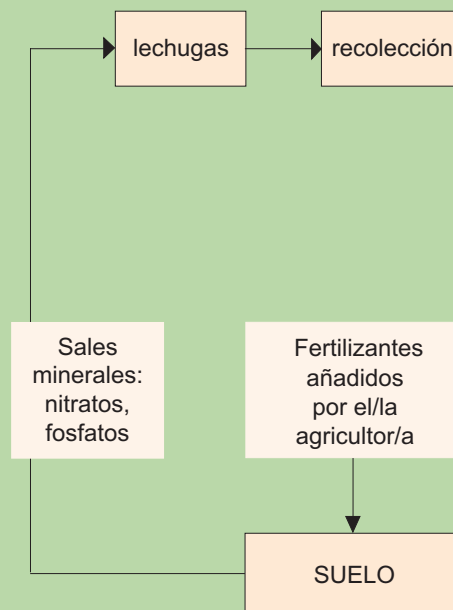 lechugas
recolección
Sales
minerales:
nitratos,
fosfatos
Fertilizantes
añadidos
por el/la
agricultor/a
SUELO